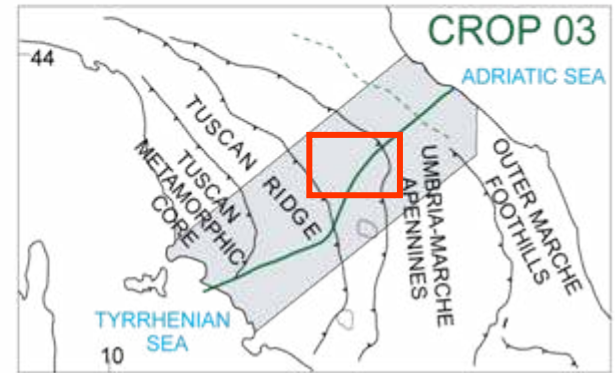 CROP 03
44
ADRIATIC SEA
TUSCAN
RIDGE
TUSCAN
METAMORPHIC
CORE
UMBRIA-MARCHE
APENNINES
OUTER MARCHE
FOOTHILLS
TYRRHENIAN
SEA
10